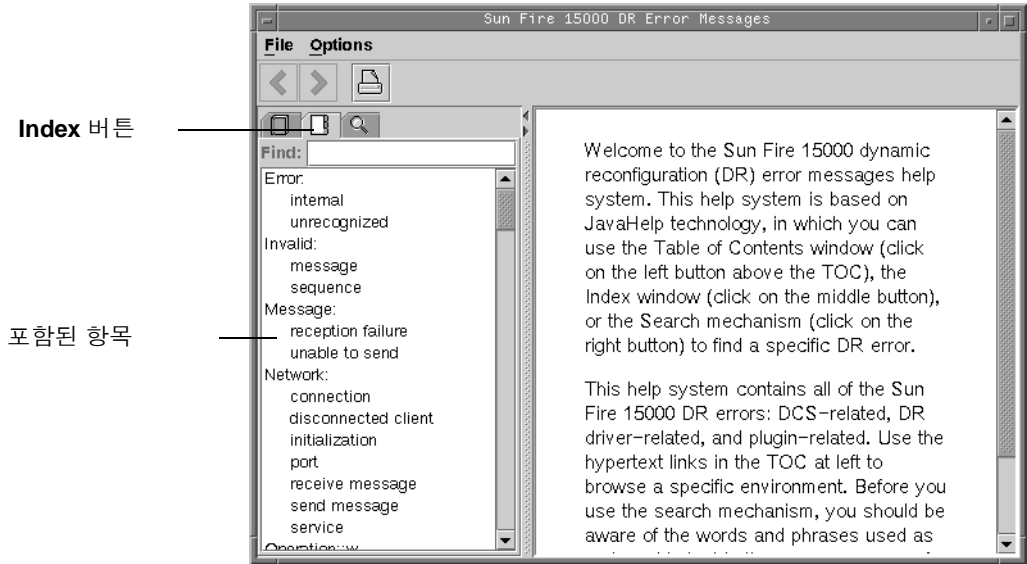 Sun Fire 15000 DR Error Messages
File Options
Index 버튼
Find:
Error:
internal
unrecognized
Invalid:
message
sequence
Message:
포함된 항목
reception failure
unable to send
Network:
connection
disconnected client
initialization
port
receive message
send message
service
Operation::w
Welcome to the Sun Fire 15000 dynamic
reconfiguration (DR) error messages help
system. This help system is based on
JavaHelp technology, in which you can
use the Table of Contents window (click
on the left button above the TOC), the
Index window (click on the middle button),
or the Search mechanism (click on the
right button) to find a specific DR error.
This help system contains all of the Sun
Fire 15000 DR errors: DCS-related, DR
driver-related, and plugin-related. Use the
hypertext links in the TOC at left to
browse a specific environment. Before you
use the search mechanism, you should be
aware of the words and phrases used as